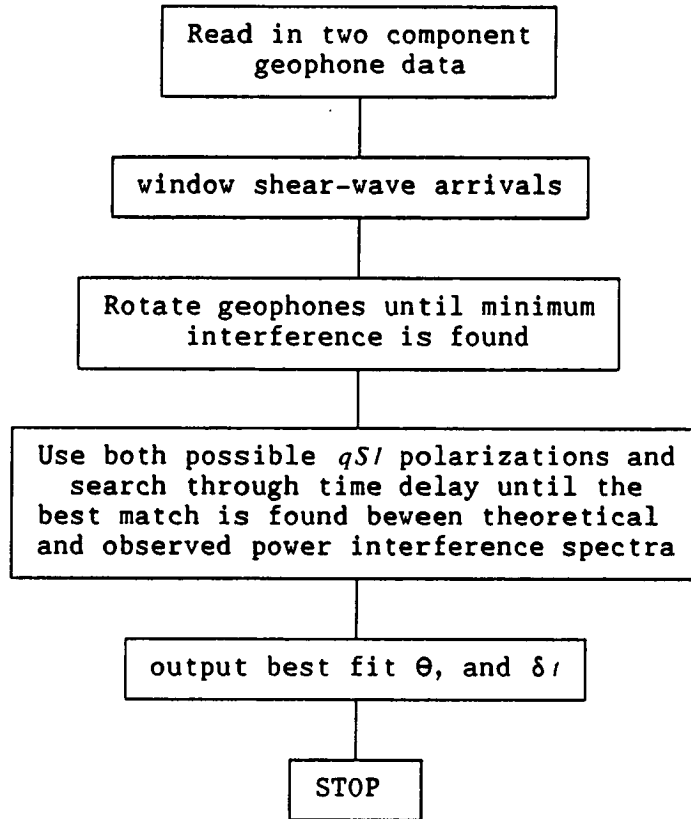 Read in two component
geophone data
window shear-wave arrivals
Rotate geophones until minimum
interference is found
Use both possible qS1 polarizations and
search through time delay until the
best match is found beween theoretical
and observed power interference spectra
output best fit θ, and δt
STOP